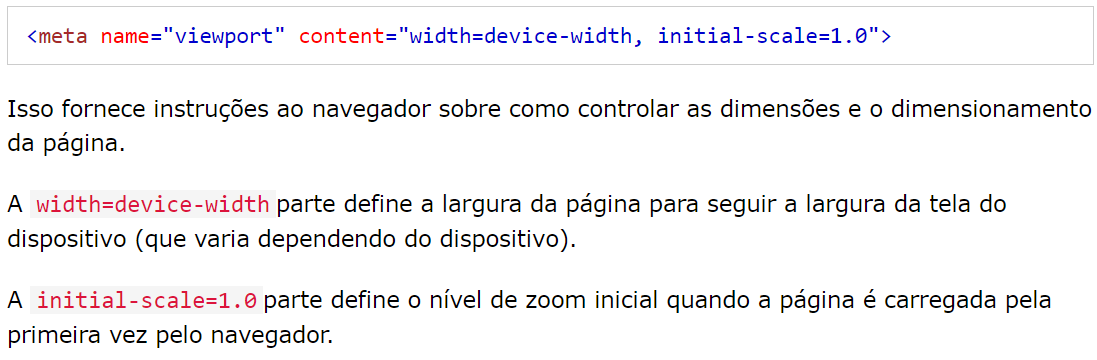 <meta name="viewport" content="width=device-width, initial-scale=1.0">
Isso fornece instruções ao navegador sobre como controlar as dimensões e o dimensionamento
da página.
A width=device-width parte define a largura da página para seguir a largura da tela do
dispositivo (que varia dependendo do dispositivo).
A initial-scale=1.0 parte define o nível de zoom inicial quando a página é carregada pela
primeira vez pelo navegador.